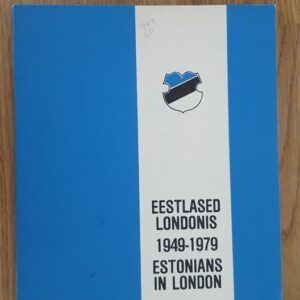 EESTLASED
LONDONIS
1949-1979
ESTONIANS
IN LONDON